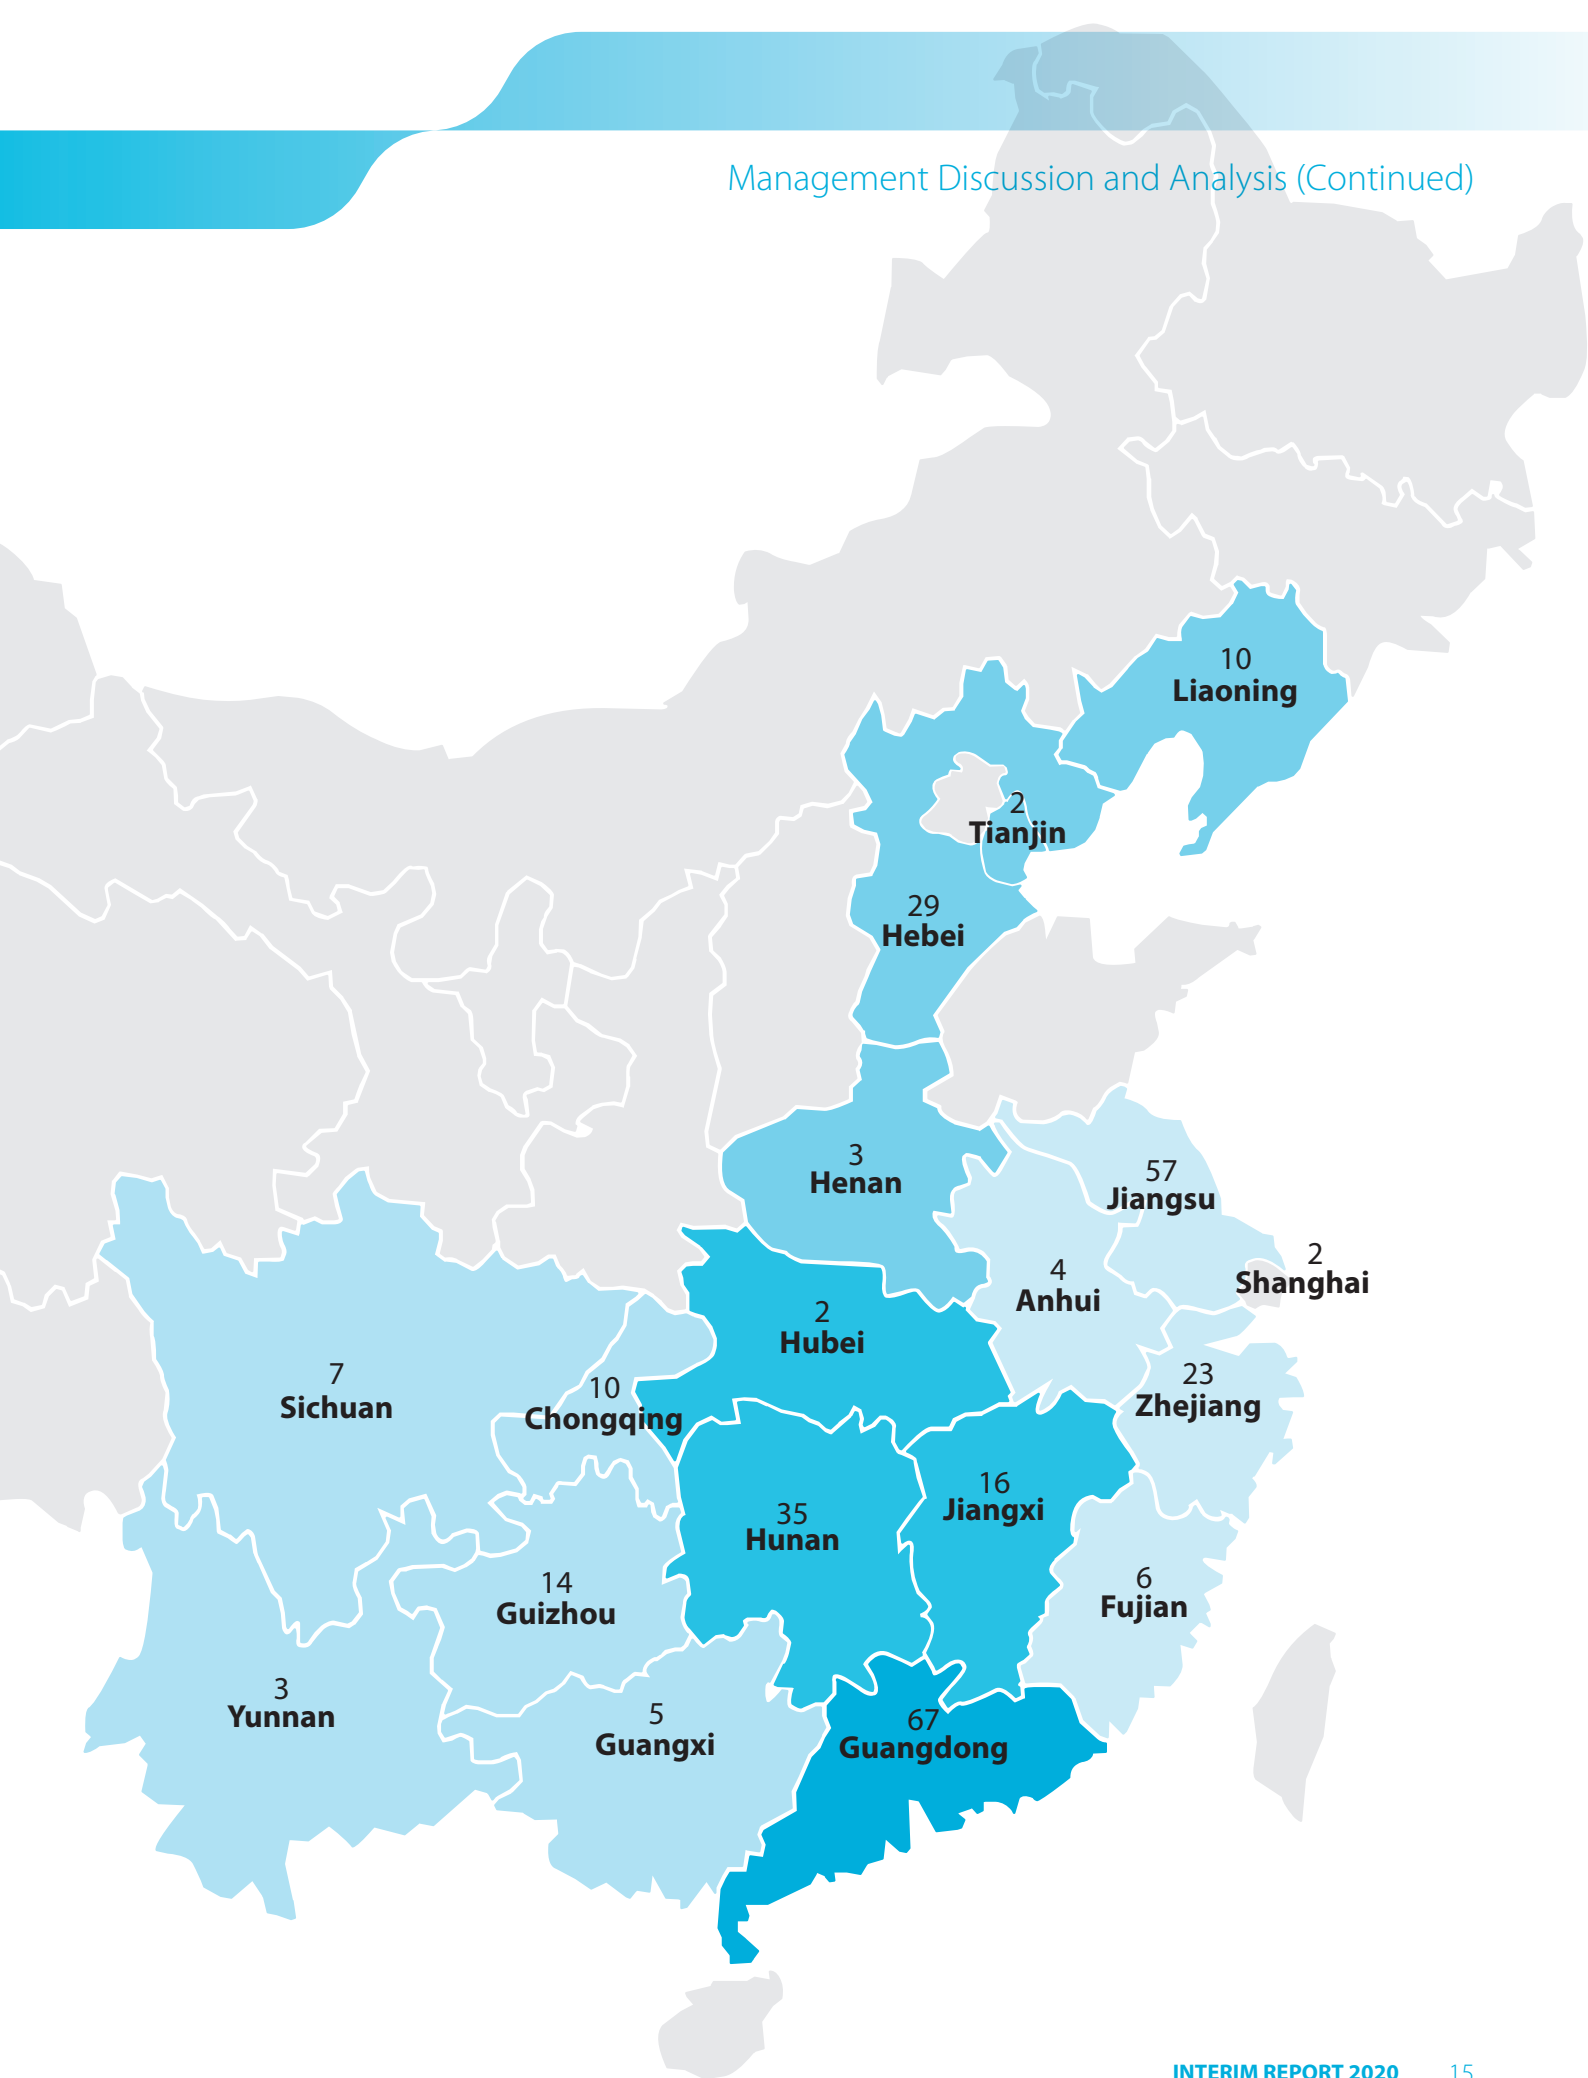 Management Discussion and Analysis (Continued)
10
Liaoning
2
Tianjin
29
Hebei
3
Henan
57
Jiangsu
2
Shanghai
4
Anhui
2
Hubei
7
Sichuan
10
Chongqing
23
Zhejiang
16
Jiangxi
35
Hunan
14
Guizhou
6
Fujian
3
Yunnan
5
Guangxi
67
Guangdong
INTERIM REPORT 2020 15